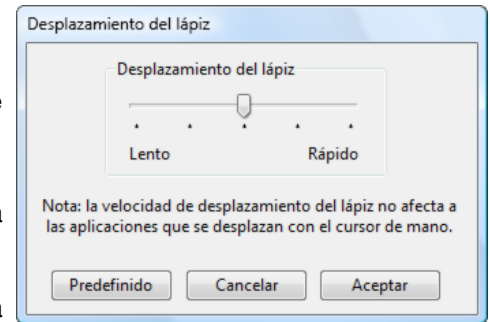 Desplazamiento del lápiz
Desplazamiento del lápiz
Lento Rápido
Nota: la velocidad de desplazamiento del lápiz no afecta a
las aplicaciones que se desplazan con el cursor de mano.
Predefinido Cancelar Aceptar